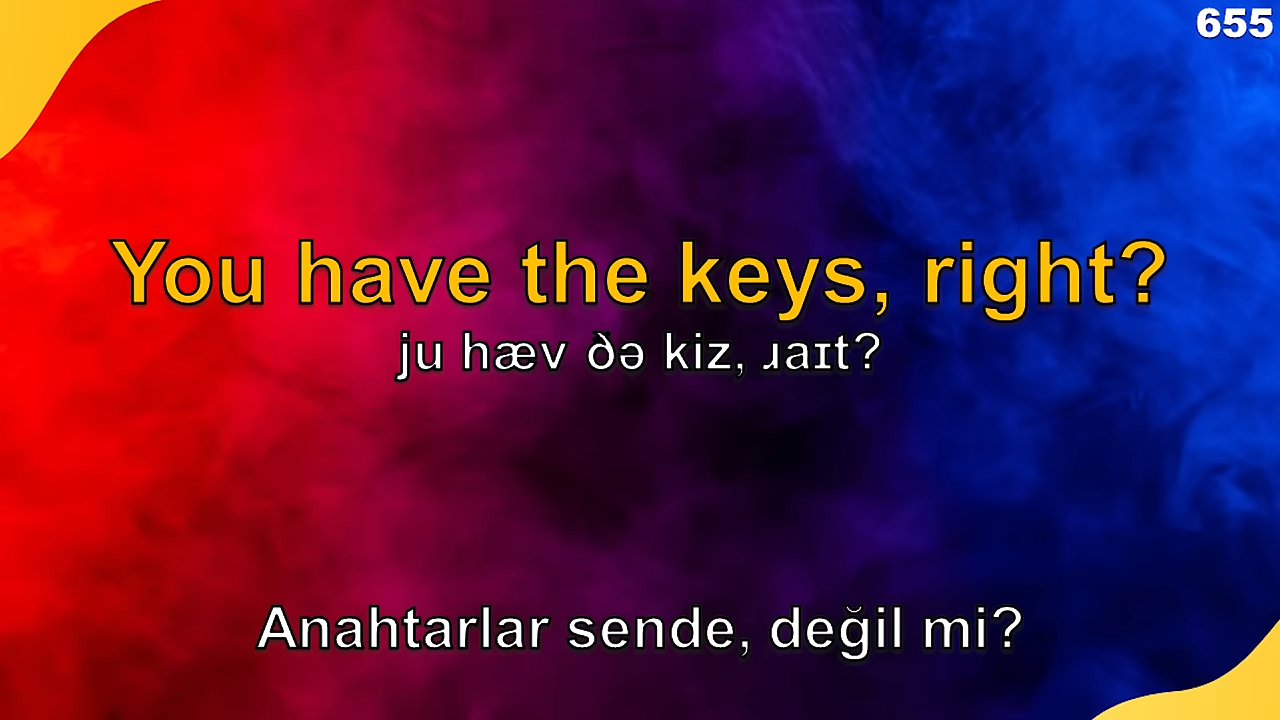 655
You have the keys, right?
ju hæv ðə kiz, ɹaɪt?
Anahtarlar sende, değil mi?